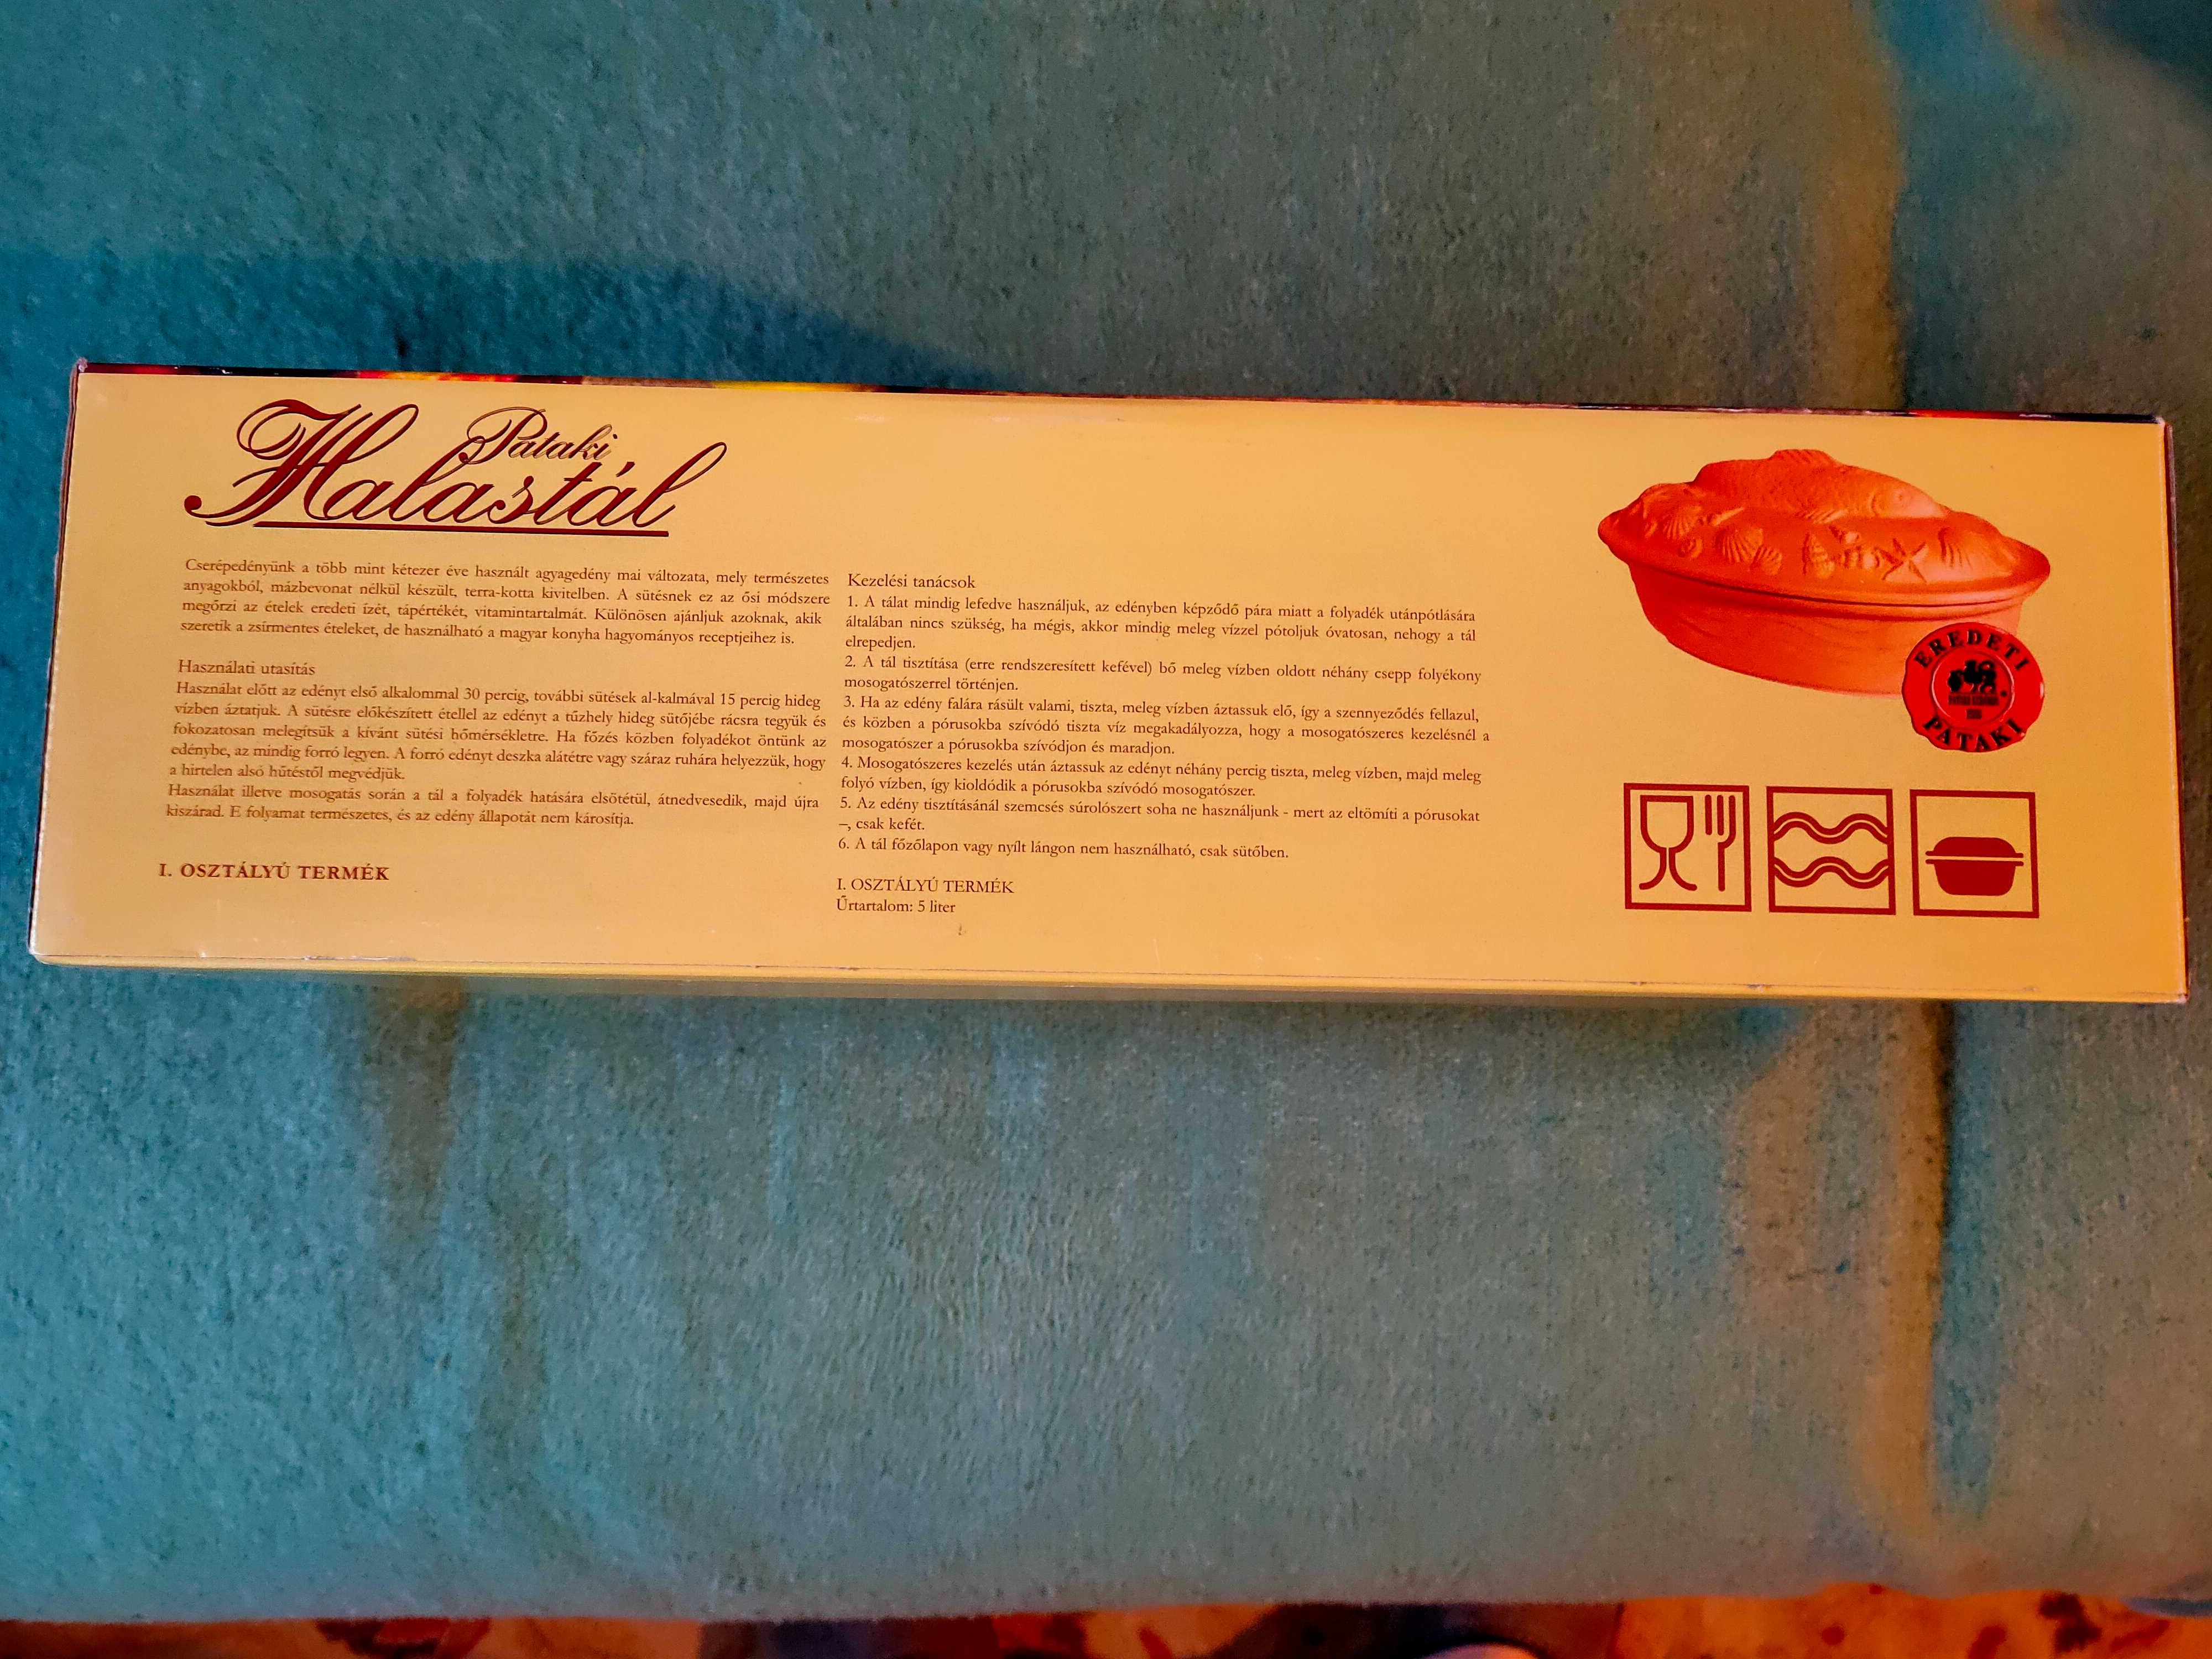 Pataki
Halastál
Cserépedényünk a több mint kétezer éve használt agyagedény mai változata, mely természetes
anyagokból, mázbevonat nélkül készült, terra-kotta kivitelben. A sütésnek ez az ősi módszere
megőrzi az ételek eredeti ízét, tápértékét, vitamintartalmát. Különösen ajánljuk azoknak, akik
szeretik a zsírmentes ételeket, de használható a magyar konyha hagyományos receptjeihez is.
Használati utasítás
Használat előtt az edényt első alkalommal 30 percig, további sütések al-kalmával 15 percig hideg
vízben áztatjuk. A sütésre előkészített étellel az edényt a tűzhely hideg sütőjébe rácsra tegyük és
fokozatosan melegítsük a kívánt sütési hőmérsékletre. Ha főzés közben folyadékot öntünk az
edénybe, az mindig forró legyen. A forró edényt deszka alátétre vagy száraz ruhára helyezzük, hogy
a hirtelen alsó hűtéstől megvédjük.
Használat illetve mosogatás során a tál a folyadék hatására elsötétül, átnedvesedik, majd újra
kiszárad. E folyamat természetes, és az edény állapotát nem károsítja.
I. OSZTÁLYÚ TERMÉK
Kezelési tanácsok
1. A tálat mindig lefedve használjuk, az edényben képződő pára miatt a folyadék utánpótlására
általában nincs szükség, ha mégis, akkor mindig meleg vízzel pótoljuk óvatosan, nehogy a tál
elrepedjen.
2. A tál tisztítása (erre rendszeresített kefével) bő meleg vízben oldott néhány csepp folyékony
mosogatószerrel történjen.
3. Ha az edény falára rásült valami, tiszta, meleg vízben áztassuk elő, így a szennyeződés fellazul,
és közben a pórusokba szívódó tiszta víz megakadályozza, hogy a mosogatószeres kezelésnél a
mosogatószer a pórusokba szívódjon és maradjon.
4. Mosogatószeres kezelés után áztassuk az edényt néhány percig tiszta, meleg vízben, majd meleg
folyó vízben, így kioldódik a pórusokba szívódó mosogatószer.
5. Az edény tisztításánál szemcsés súrolószert soha ne használjunk - mert az eltömíti a pórusokat
–, csak kefét.
6. A tál főzőlapon vagy nyílt lángon nem használható, csak sütőben.
I. OSZTÁLYÚ TERMÉK
Űrtartalom: 5 liter
EREDETI
PATAKI